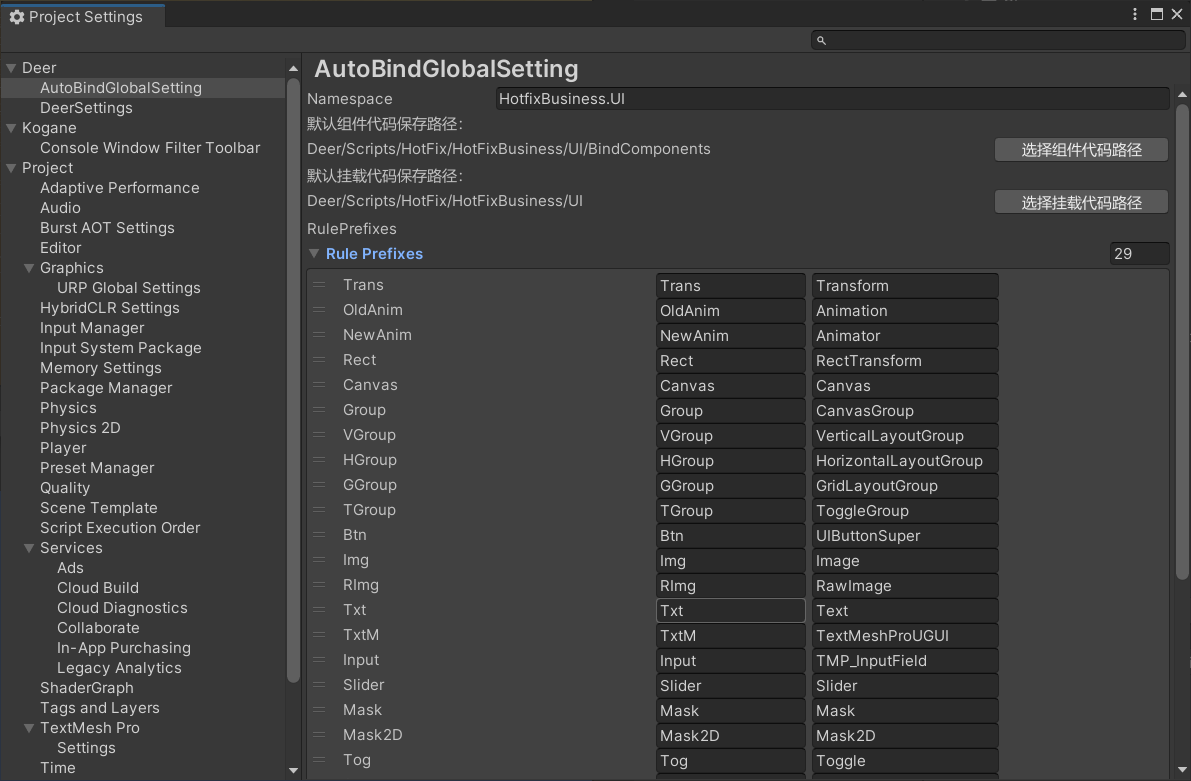 Project Settings
Deer
AutoBindGlobalSetting
DeerSettings
Kogane
Console Window Filter Toolbar
Project
Adaptive Performance
Audio
Burst AOT Settings
Editor
Graphics
URP Global Settings
HybridCLR Settings
Input Manager
Input System Package
Memory Settings
Package Manager
Physics
Physics 2D
Player
Preset Manager
Quality
Scene Template
Script Execution Order
Services
Ads
Cloud Build
Cloud Diagnostics
Collaborate
In-App Purchasing
Legacy Analytics
ShaderGraph
Tags and Layers
TextMesh Pro
Settings
Time
AutoBindGlobalSetting
Namespace HotfixBusiness.UI
默认组件代码保存路径:
Deer/Scripts/HotFix/HotFixBusiness/UI/BindComponents 选择组件代码路径
默认挂载代码保存路径:
Deer/Scripts/HotFix/HotFixBusiness/UI 选择挂载代码路径
RulePrefixes
Rule Prefixes 29
Trans Trans Transform
OldAnim OldAnim Animation
NewAnim NewAnim Animator
Rect Rect RectTransform
Canvas Canvas Canvas
Group Group CanvasGroup
VGroup VGroup VerticalLayoutGroup
HGroup HGroup HorizontalLayoutGroup
GGroup GGroup GridLayoutGroup
TGroup TGroup ToggleGroup
Btn Btn UIButtonSuper
Img Img Image
RImg RImg RawImage
Txt Txt Text
TxtM TxtM TextMeshProUGUI
Input Input TMP_InputField
Slider Slider Slider
Mask Mask Mask
Mask2D Mask2D Mask2D
Tog Tog Toggle